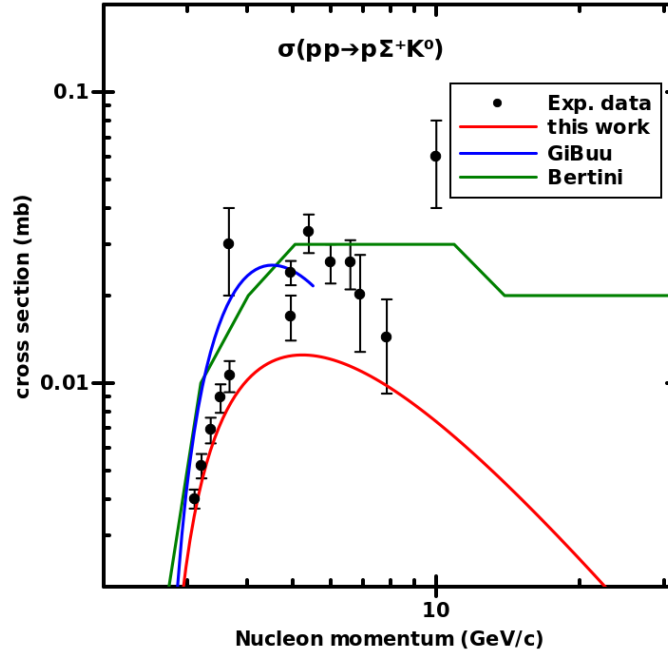 σ(pp→pΣ⁺K⁰)
0.1
Exp. data
this work
GiBuu
Bertini
cross section (mb)
0.01
10
Nucleon momentum (GeV/c)